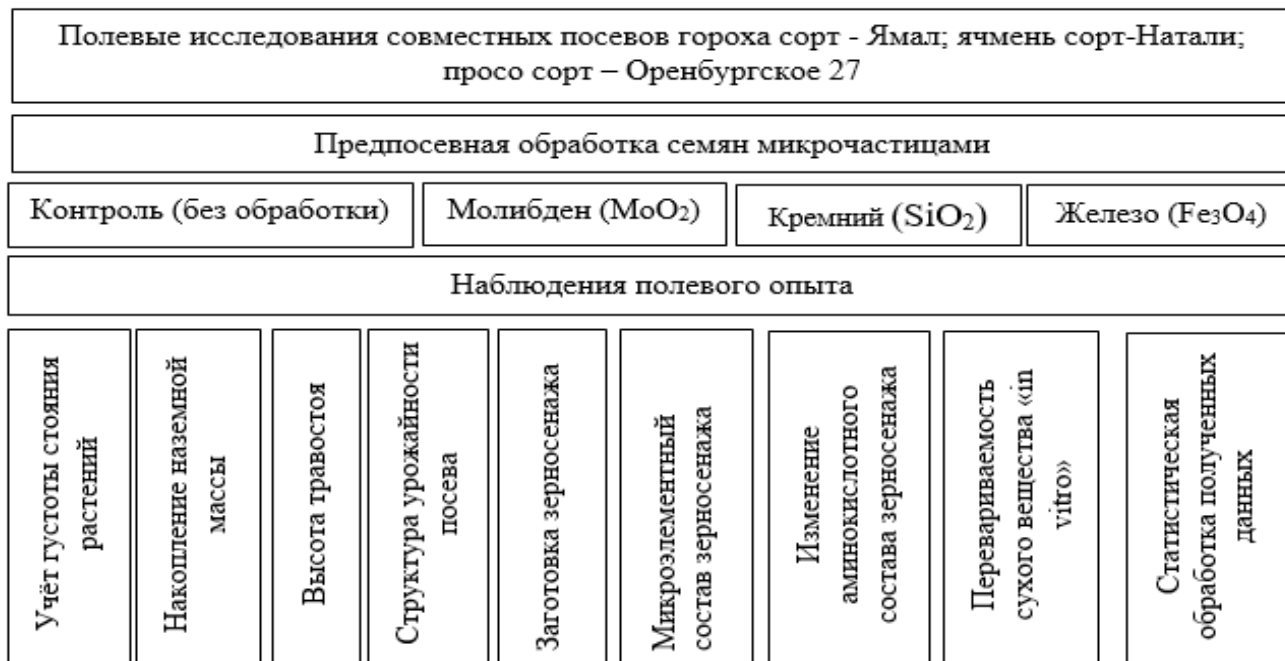 Полевые исследования совместных посевов гороха сорт - Ямал; ячмень сорт-Натали;
просо сорт – Оренбургское 27
Предпосевная обработка семян микрочастицами
Контроль (без обработки)
Молибден (MoO₂)
Кремний (SiO₂)
Железо (Fe₃O₄)
Наблюдения полевого опыта
Учёт густоты стояния
растений
Накопление наземной
массы
Высота травостоя
Структура урожайности
посева
Заготовка зерносенажа
Микроэлементный
состав зерносенажа
Изменение
аминокислотного
состава зерносенажа
Перевариваемость
сухого вещества «in
vitro»
Статистическая
обработка полученных
данных